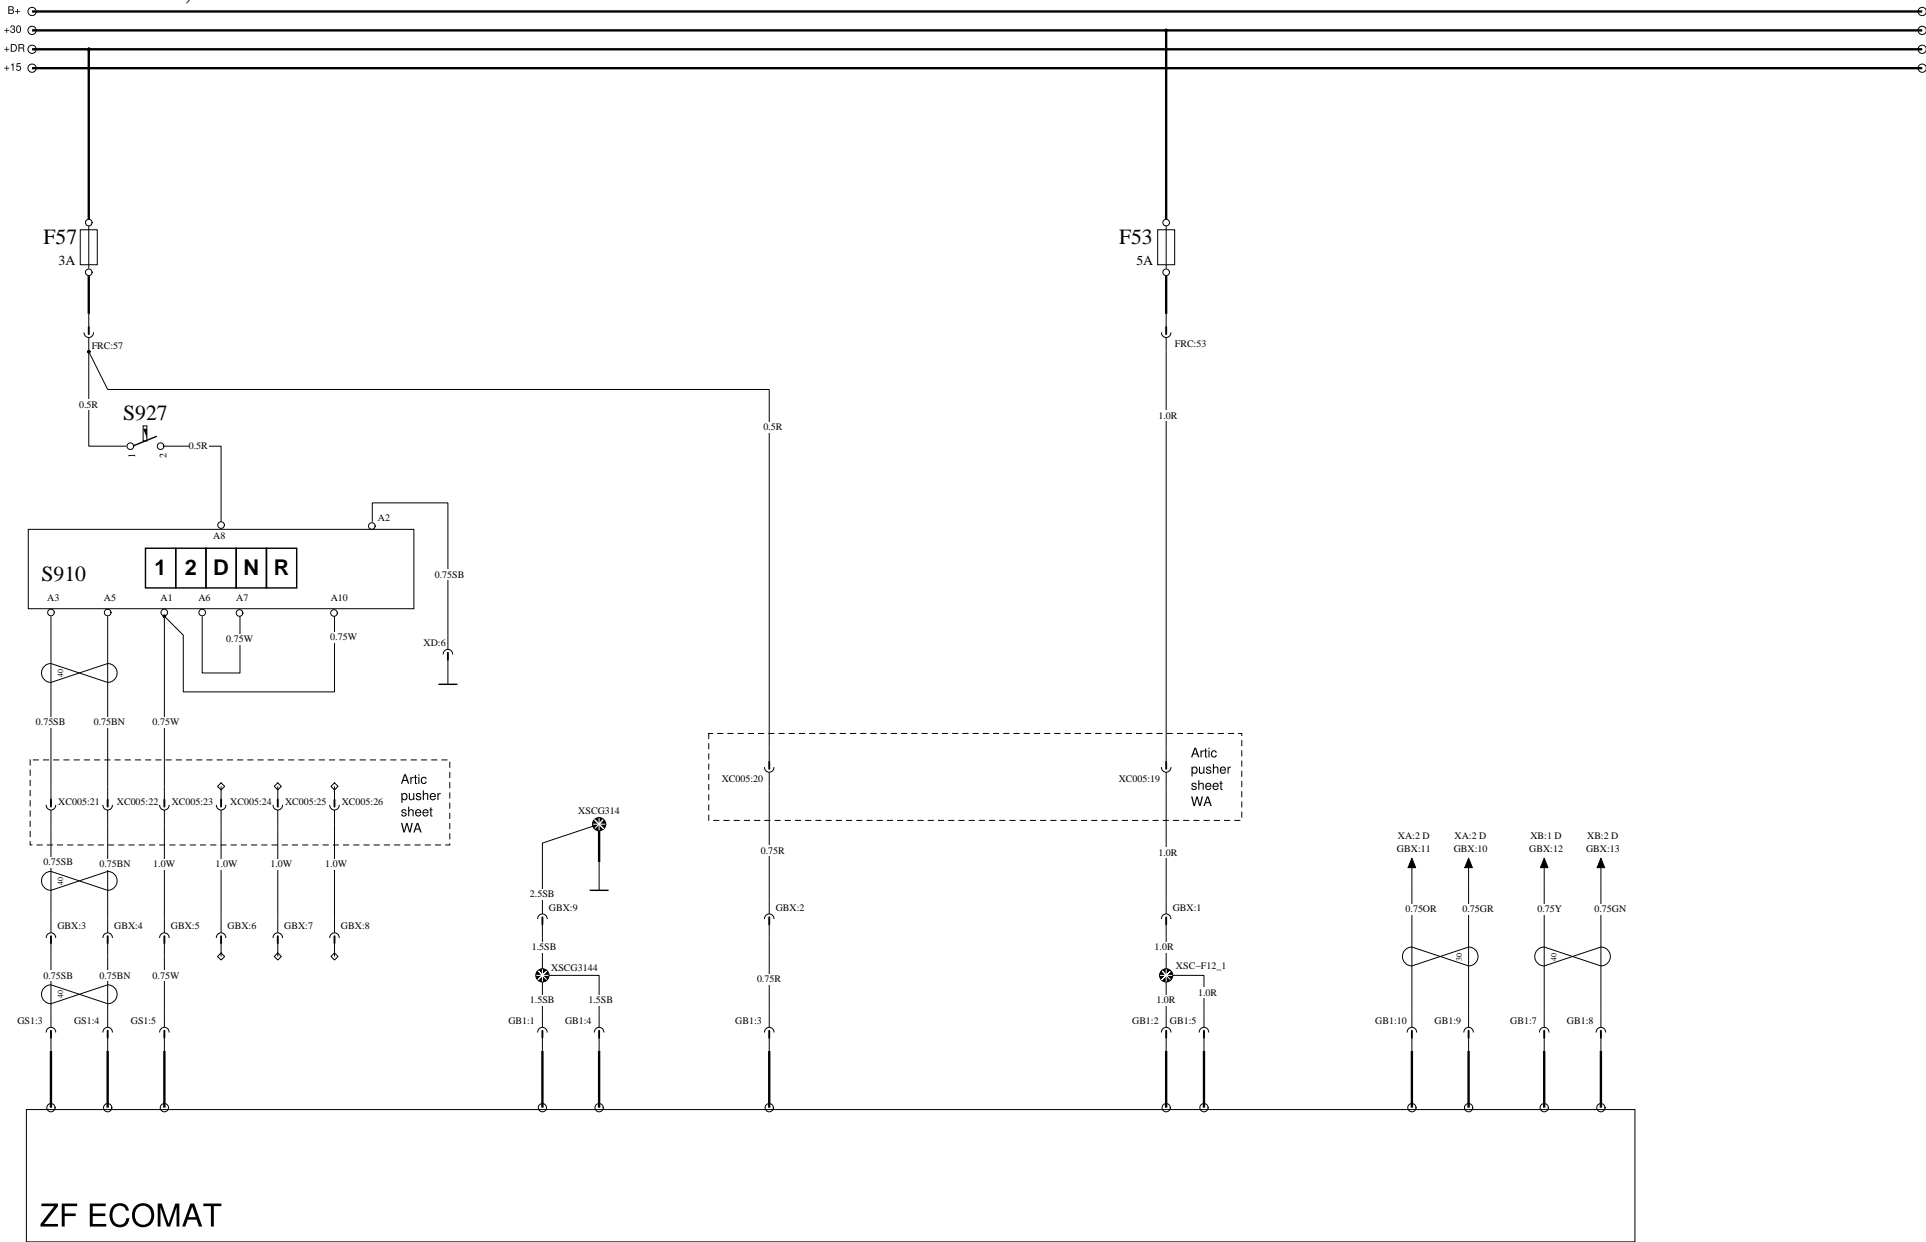 B+
+30
+DR
+15
F57
3A
F53
5A
FRC:57
FRC:53
0.5R
S927
1 2
0.5R
0.5R
1.0R
A8
A2
S910
1 2 D N R
0.75SB
A3 A5 A1 A6 A7 A10
0.75W
0.75W
XD:6
40
0.75SB 0.75BN 0.75W
Artic
pusher
sheet
WA
XC005:20
XC005:19
Artic
pusher
sheet
WA
XC005:21 XC005:22 XC005:23 XC005:24 XC005:25 XC005:26
XSCG314
XA:2 D XA:2 D XB:1 D XB:2 D
GBX:11 GBX:10 GBX:12 GBX:13
0.75SB 0.75BN 1.0W 1.0W 1.0W 1.0W
0.75R
1.0R
40
2.5SB
GBX:9
GBX:2
GBX:1
0.75OR 0.75GR 0.75Y 0.75GN
GBX:3 GBX:4 GBX:5 GBX:6 GBX:7 GBX:8
1.5SB
1.0R
30
40
XSCG3144
XSC-F12_1
0.75SB 0.75BN 0.75W
0.75R
40
1.5SB 1.5SB
1.0R 1.0R
GS1:3 GS1:4 GS1:5 GB1:1 GB1:4 GB1:3 GB1:2 GB1:5 GB1:10 GB1:9 GB1:7 GB1:8
ZF ECOMAT